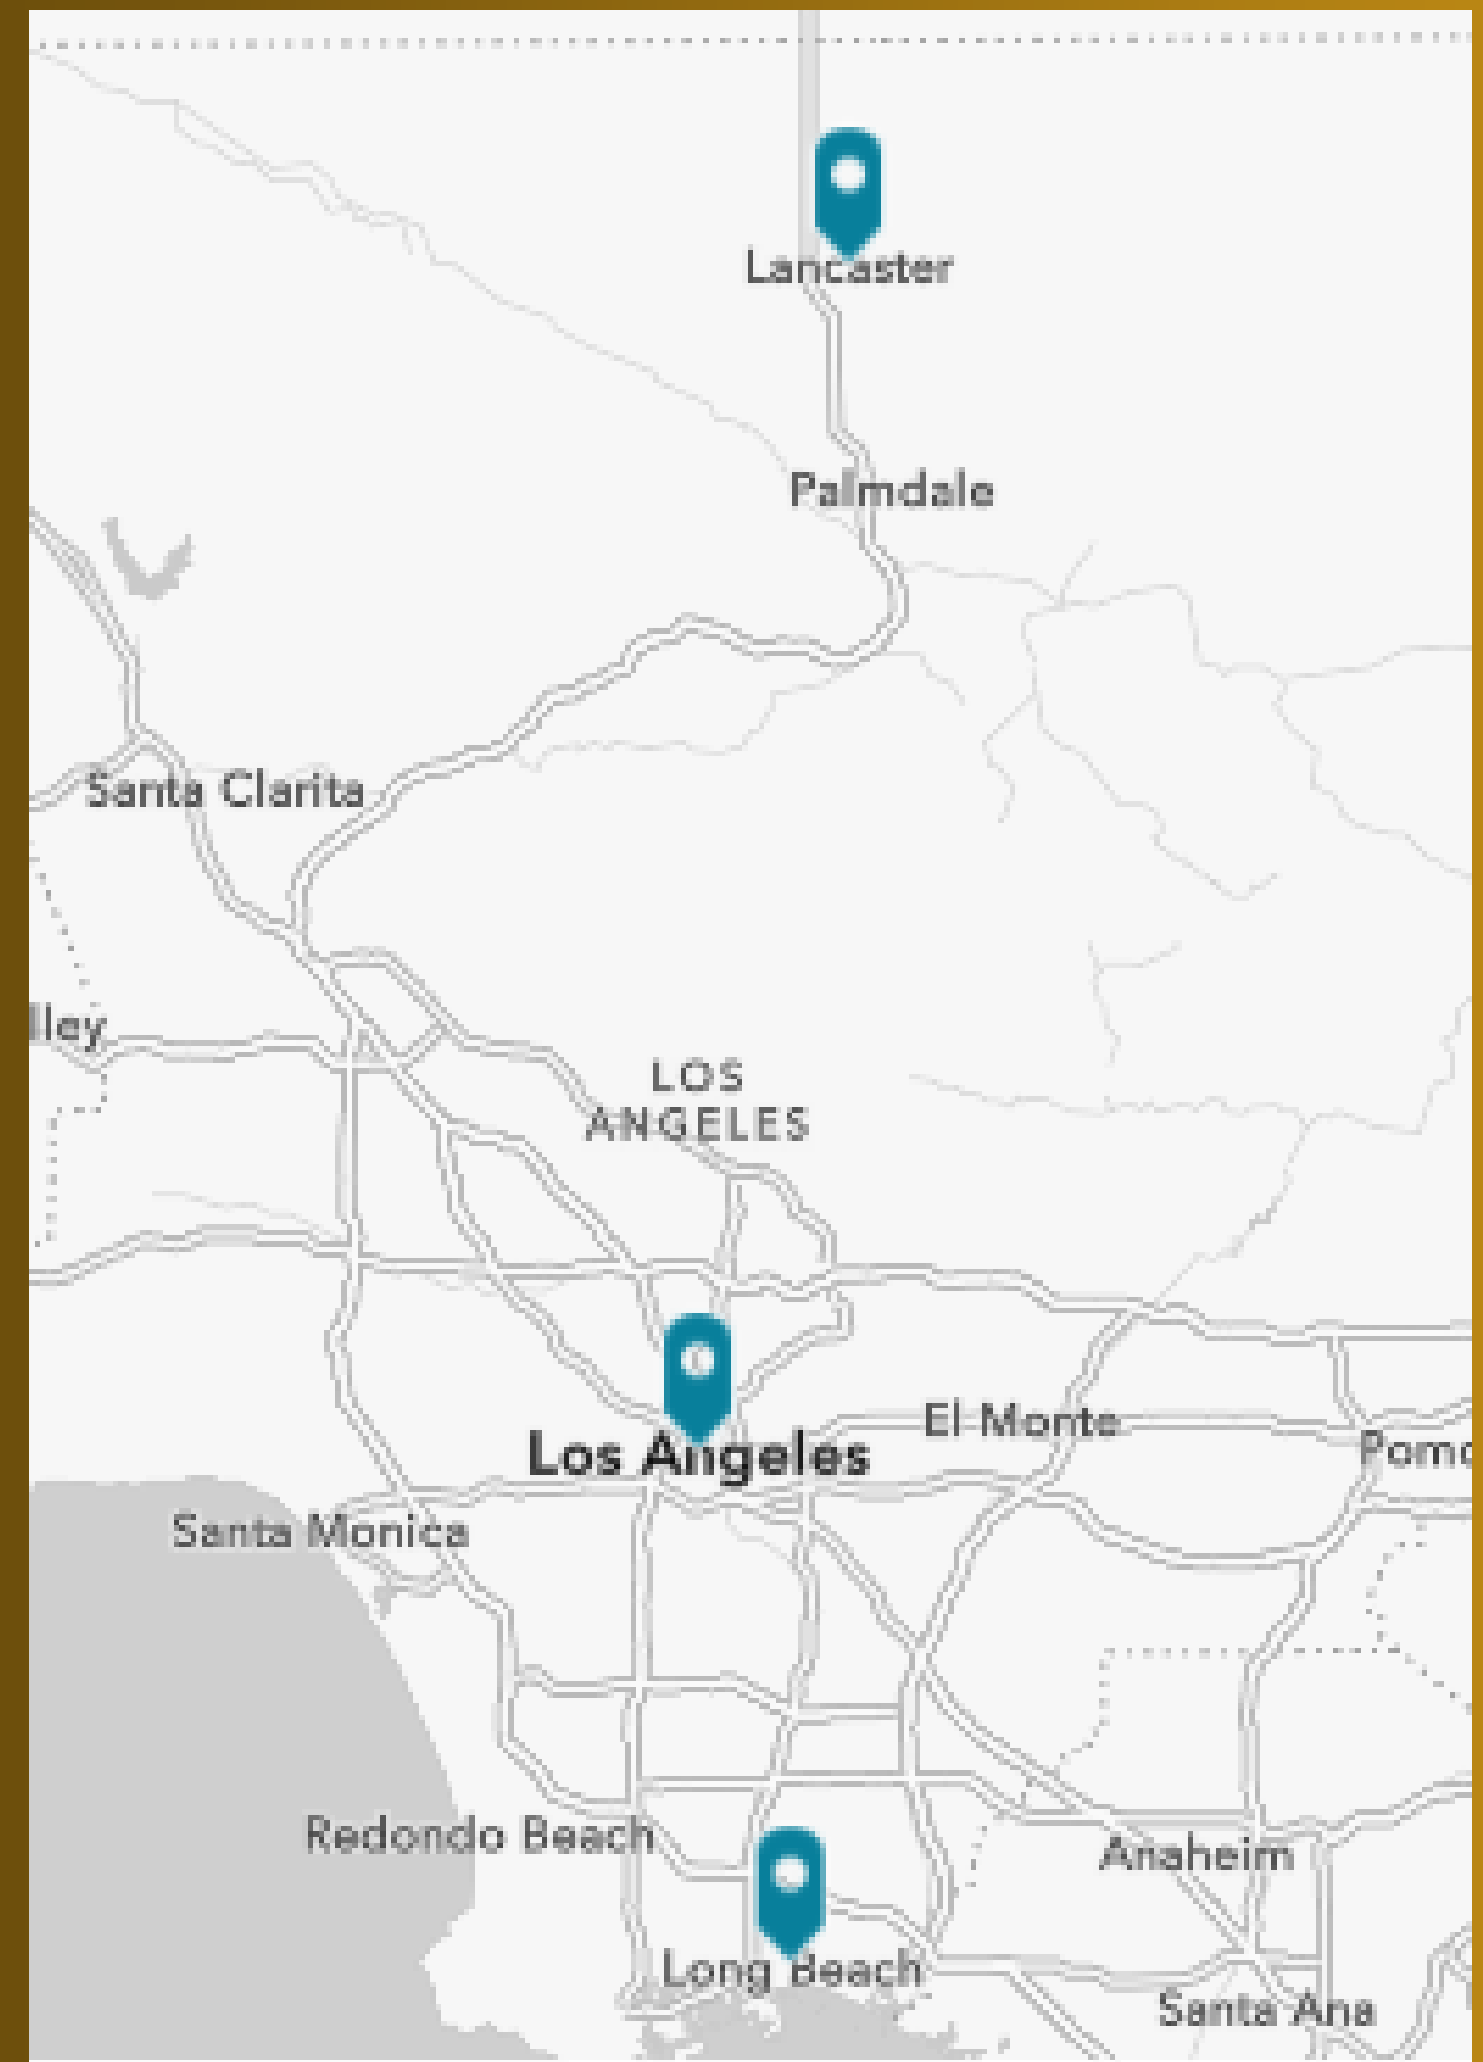 Lancaster
Palmdale
Santa Clarita
lley
LOS
ANGELES
El Monte
Los Angeles
Pomo
Santa Monica
Redondo Beach
Anaheim
Long Beach
Santa Ana